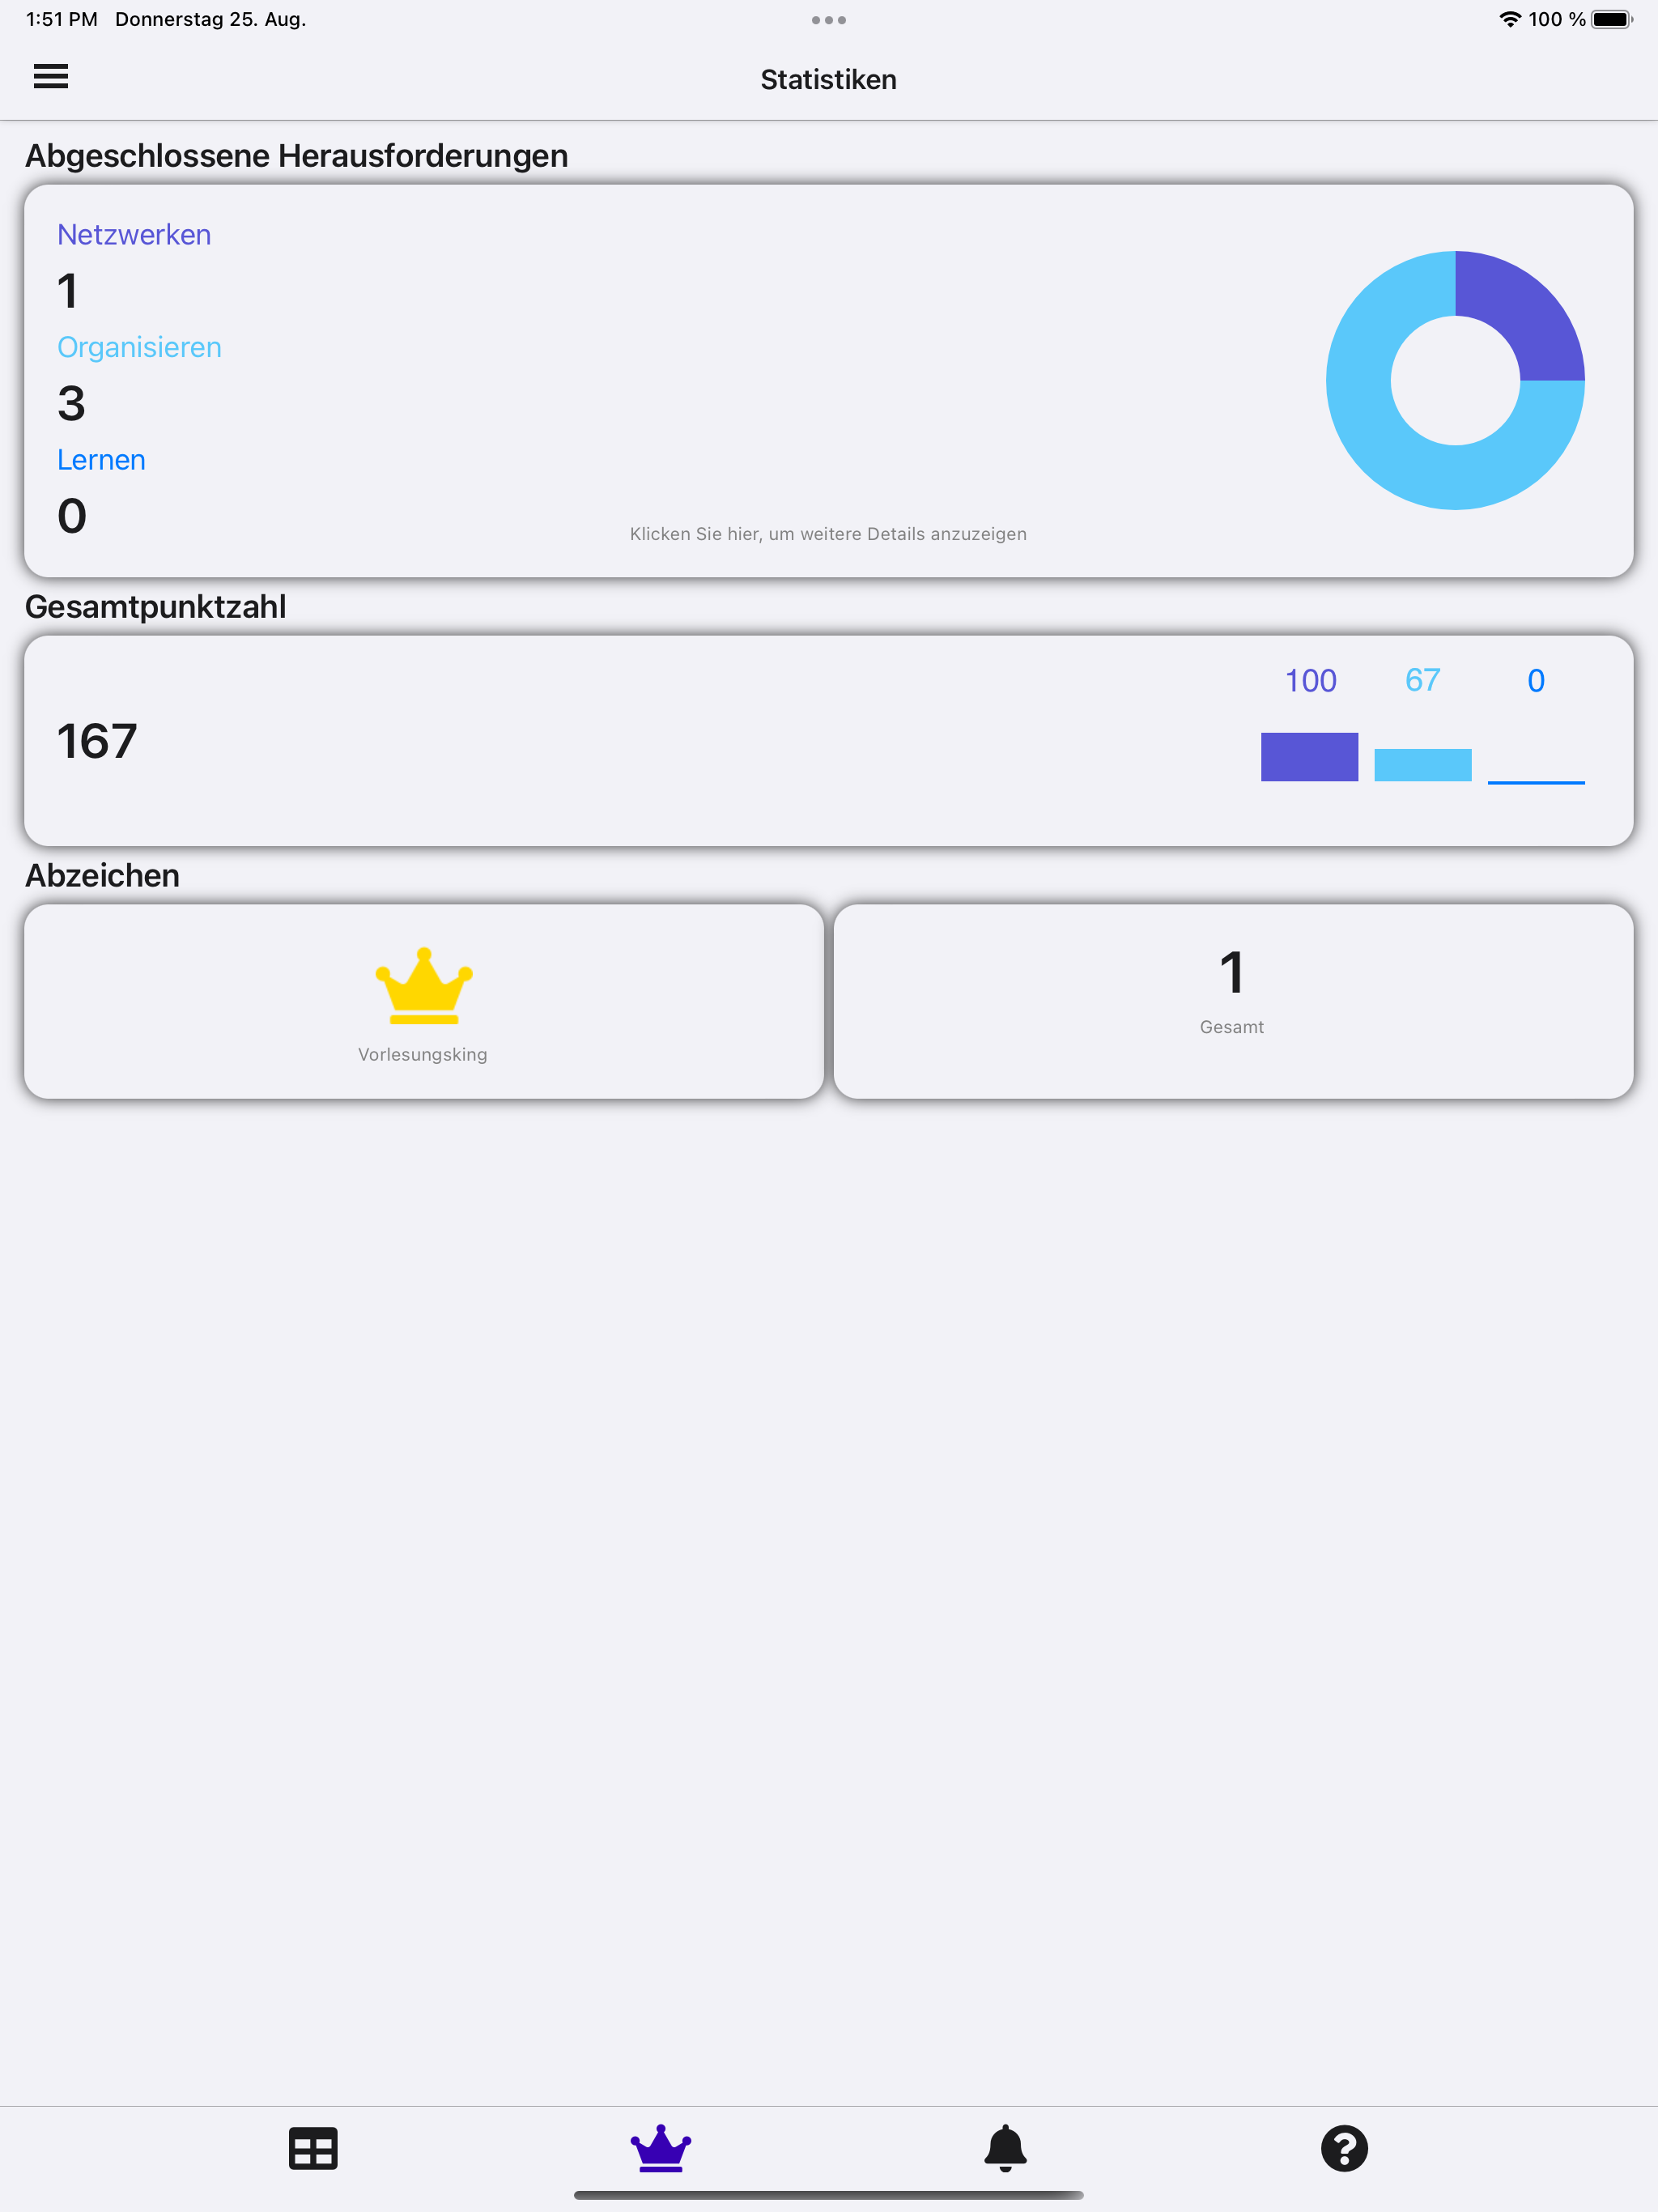 1:51 PM Donnerstag 25. Aug.
100 %
Statistiken
Abgeschlossene Herausforderungen
Netzwerken
1
Organisieren
3
Lernen
0
Klicken Sie hier, um weitere Details anzuzeigen
Gesamtpunktzahl
167
100 67 0
Abzeichen
Vorlesungsking
1
Gesamt